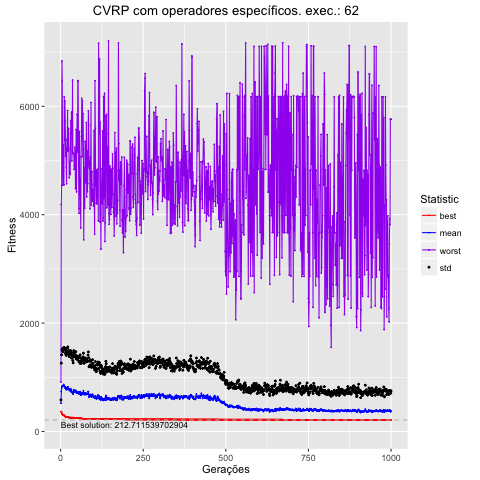 CVRP com operadores específicos. exec.: 62
Fitness
6000
4000
2000
0
Best solution: 212.711539702904
0
250
500
750
1000
Gerações
Statistic
best
mean
worst
std